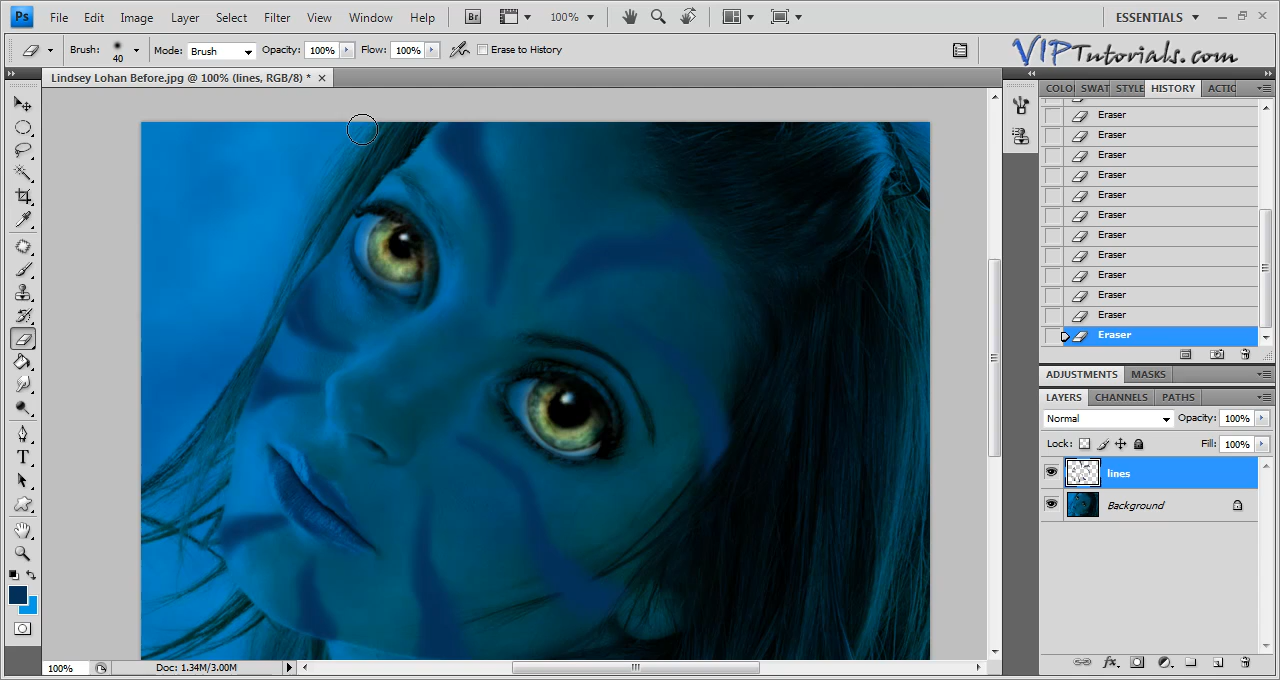 Ps File Edit Image Layer Select Filter View Window Help Br 100% ESSENTIALS
Brush: 40 Mode: Brush Opacity: 100% Flow: 100% Erase to History VIPTutorials.com
Lindsey Lohan Before.jpg @ 100% (lines, RGB/8) * ×
COLO SWAT STYLE HISTORY ACTIC
Eraser
Eraser
Eraser
Eraser
Eraser
Eraser
Eraser
Eraser
Eraser
Eraser
Eraser
Eraser
ADJUSTMENTS MASKS
LAYERS CHANNELS PATHS
Normal Opacity: 100%
Lock: Fill: 100%
lines
Background
T
100% Doc: 1.34M/3.00M
fx